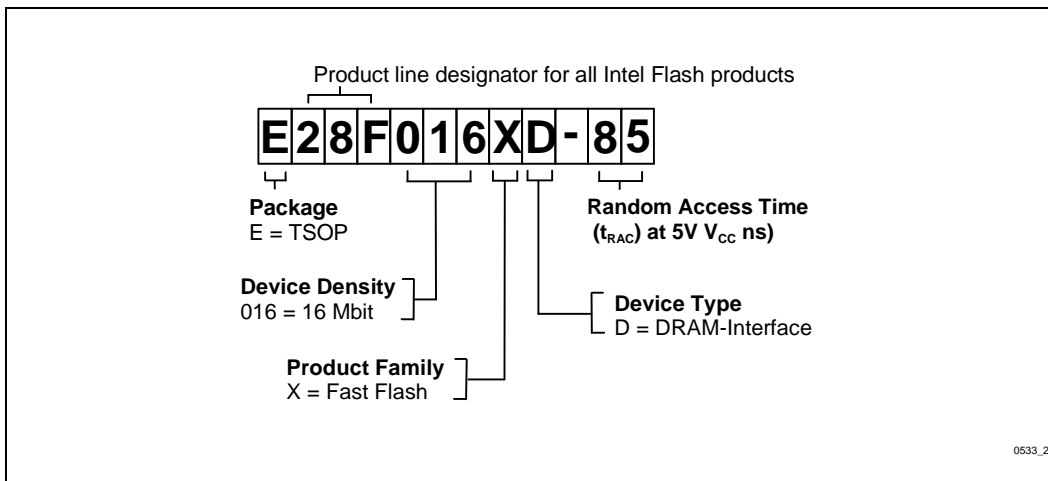 Product line designator for all Intel Flash products
E28F016XD-85
Package
E = TSOP
Random Access Time
(tRAC) at 5V VCC ns)
Device Density
016 = 16 Mbit
Device Type
D = DRAM-Interface
Product Family
X = Fast Flash
0533_2